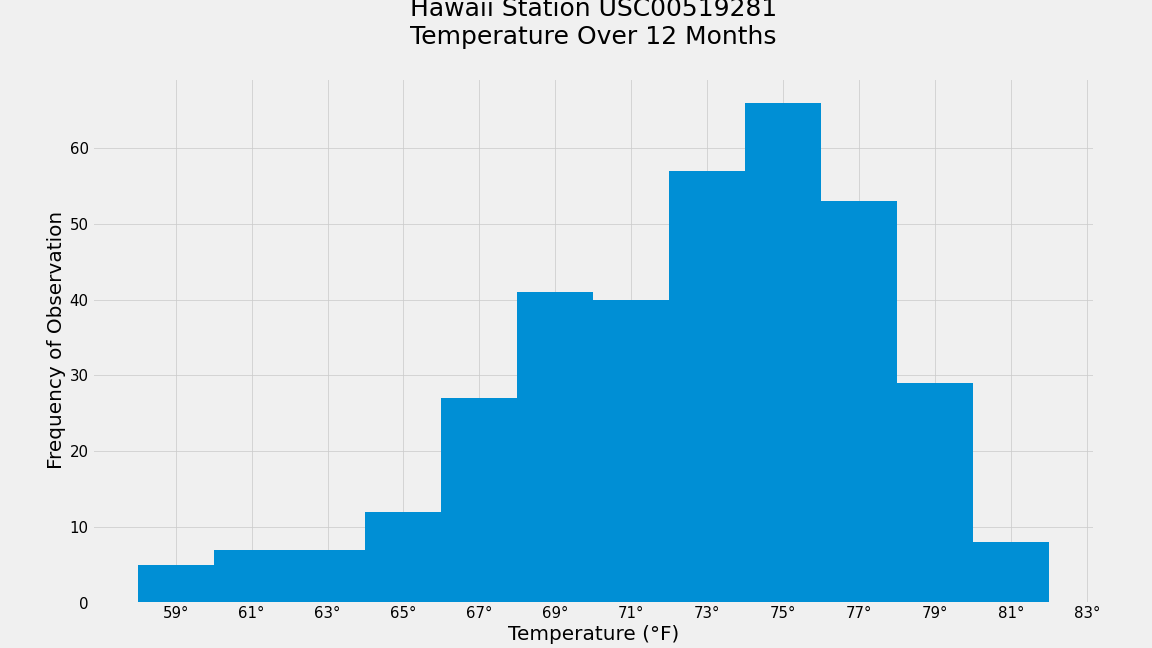 Hawaii Station USC00519281
Temperature Over 12 Months
60
50
40
30
20
10
0
Frequency of Observation
59° 61° 63° 65° 67° 69° 71° 73° 75° 77° 79° 81° 83°
Temperature (°F)